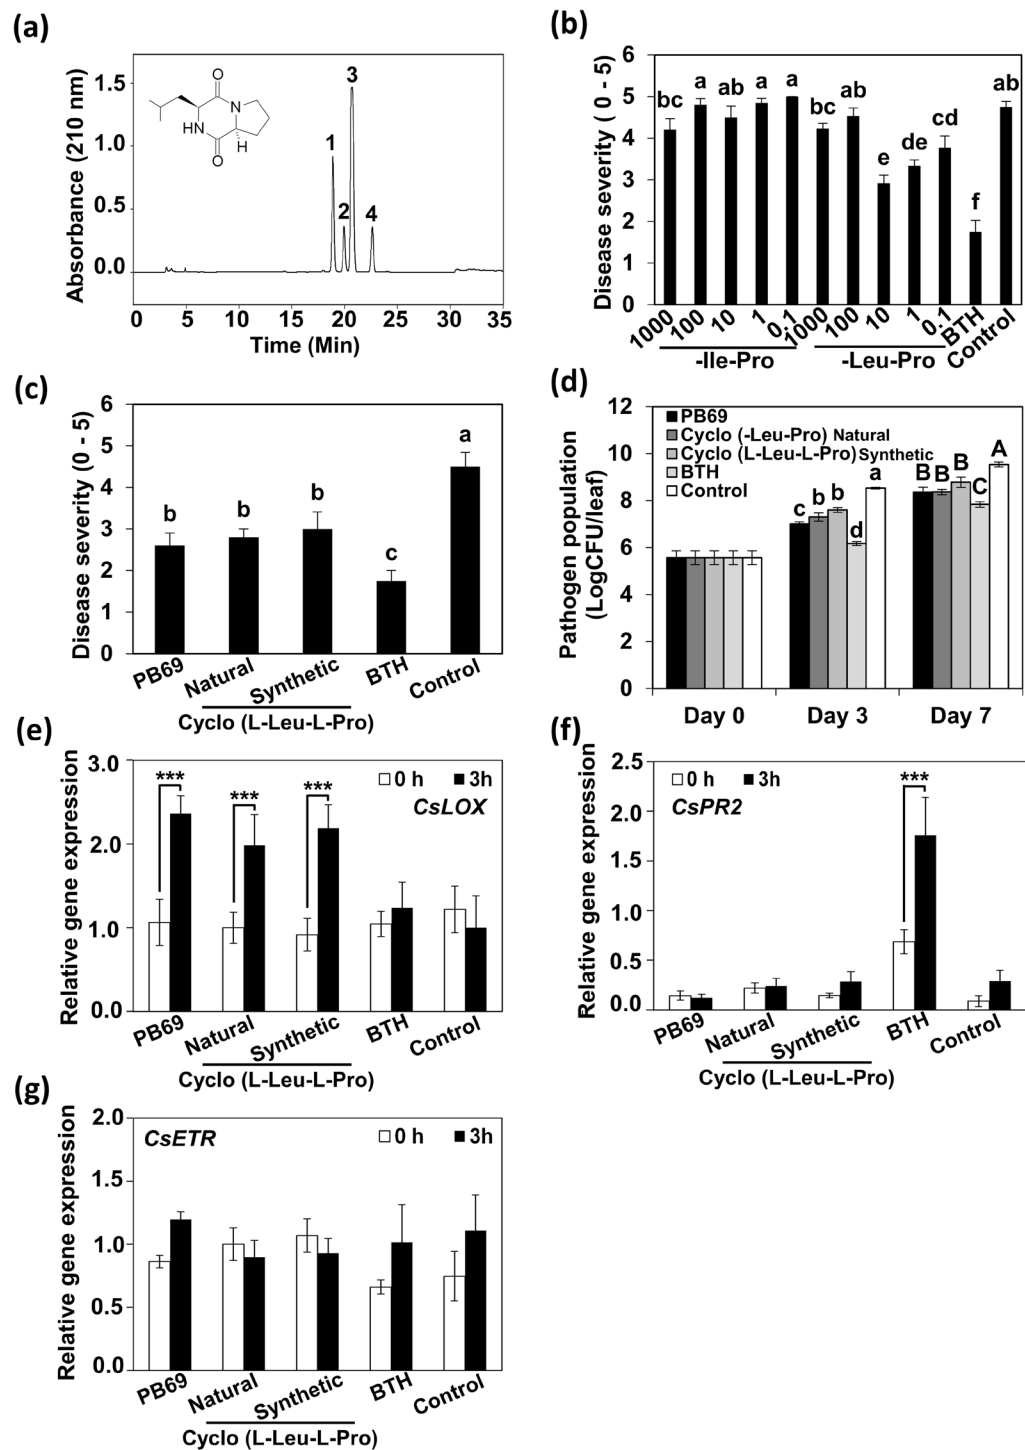 (a)
Absorbance (210 nm)
1.5
1.0
0.5
0.0
O
N
HN
H
O
1
2
3
4
0 5 10 15 20 25 30 35
Time (Min)
(b)
Disease severity ( 0 - 5)
6
5
4
3
2
1
0
bc a ab a a bc ab e de cd f ab
1000 100 10 1 0.1 1000 100 10 1 0.1 BTH Control
-Ile-Pro -Leu-Pro
(c)
Disease severity (0 - 5)
6
5
4
3
2
1
0
b b b c a
PB69 Natural Synthetic BTH Control
Cyclo (L-Leu-L-Pro)
(d)
Pathogen population
(LogCFU/leaf)
12
10
8
6
4
2
0
PB69
Cyclo (-Leu-Pro) Natural
Cyclo (L-Leu-L-Pro) Synthetic
BTH
Control
c b b d a
B B B C A
Day 0 Day 3 Day 7
(e)
Relative gene expression
3.0
2.0
1.0
0.0
*** *** ***
0 h 3h
CsLOX
PB69 Natural Synthetic BTH Control
Cyclo (L-Leu-L-Pro)
(f)
Relative gene expression
2.5
2.0
1.5
1.0
0.5
0.0
0 h 3h
CsPR2
***
PB69 Natural Synthetic BTH Control
Cyclo (L-Leu-L-Pro)
(g)
Relative gene expression
2.0
1.5
1.0
0.5
0.0
CsETR
0 h 3h
PB69 Natural Synthetic BTH Control
Cyclo (L-Leu-L-Pro)